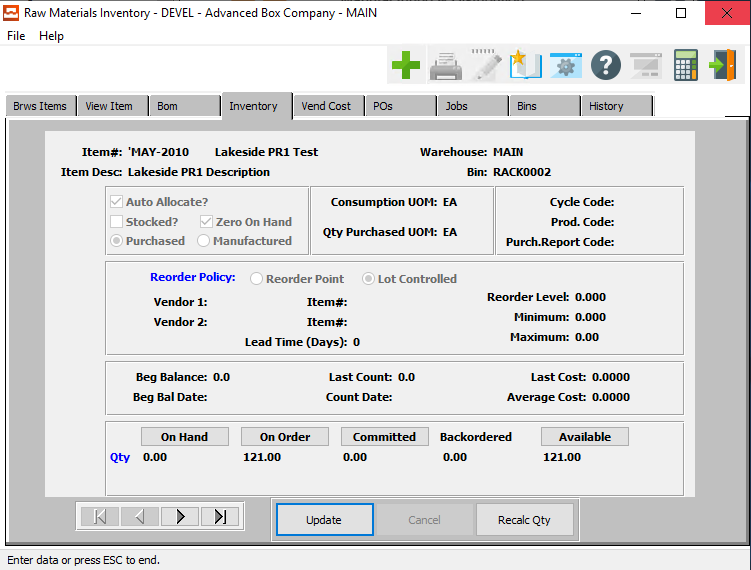 Raw Materials Inventory - DEVEL - Advanced Box Company - MAIN
File Help
Brws Items View Item Bom Inventory Vend Cost POs Jobs Bins History
Item#: 'MAY-2010 Lakeside PR1 Test Warehouse: MAIN
Item Desc: Lakeside PR1 Description Bin: RACK0002
Auto Allocate? Consumption UOM: EA Cycle Code:
Stocked? Zero On Hand Qty Purchased UOM: EA Prod. Code:
Purchased Manufactured Purch.Report Code:
Reorder Policy: Reorder Point Lot Controlled
Vendor 1: Item#: Reorder Level: 0.000
Vendor 2: Item#: Minimum: 0.000
Lead Time (Days): 0 Maximum: 0.00
Beg Balance: 0.0 Last Count: 0.0 Last Cost: 0.0000
Beg Bal Date: Count Date: Average Cost: 0.0000
On Hand On Order Committed Backordered Available
Qty 0.00 121.00 0.00 0.00 121.00
Update Cancel Recalc Qty
Enter data or press ESC to end.